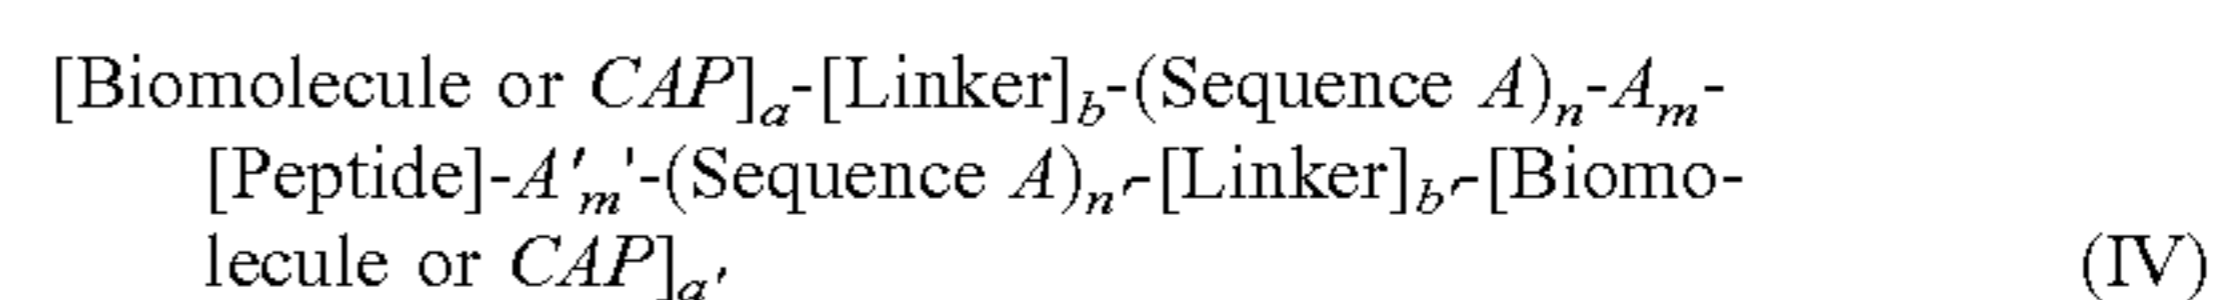 [Biomolecule or CAP]a-[Linker]b-(Sequence A)n-Am-
[Peptide]-A'm'-(Sequence A)n'-[Linker]b'-[Biomo-
lecule or CAP]a' (IV)